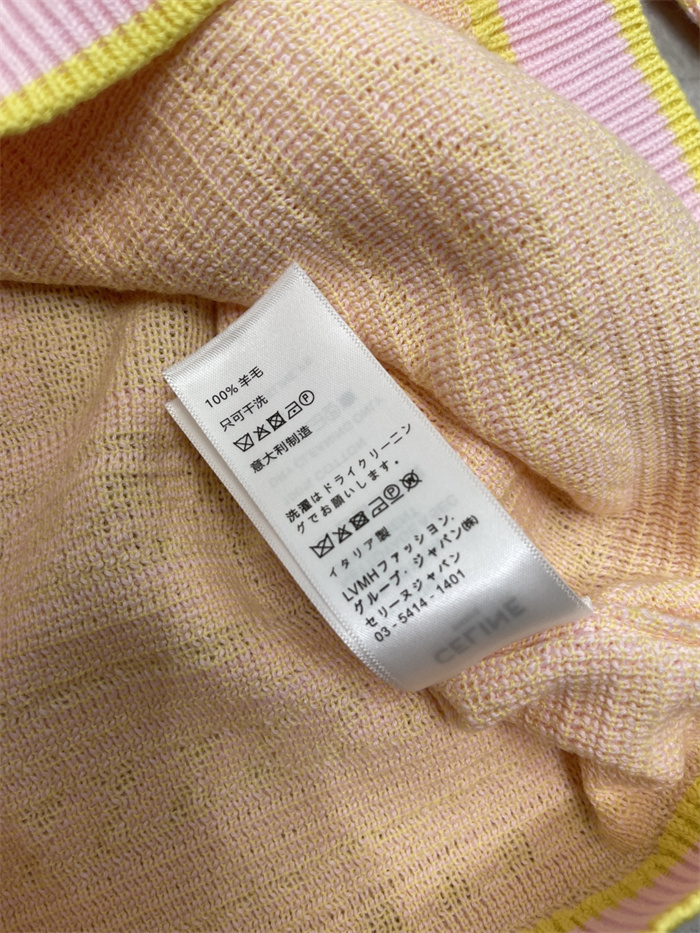 100% 羊毛
只可干洗
意大利制造
洗濯はドライクリーニン
グでお願いします。
イタリア製
LVMHファッション.
グループ・ジャパン㈱
セリーヌジャパン
03-5414-1401
CELINE